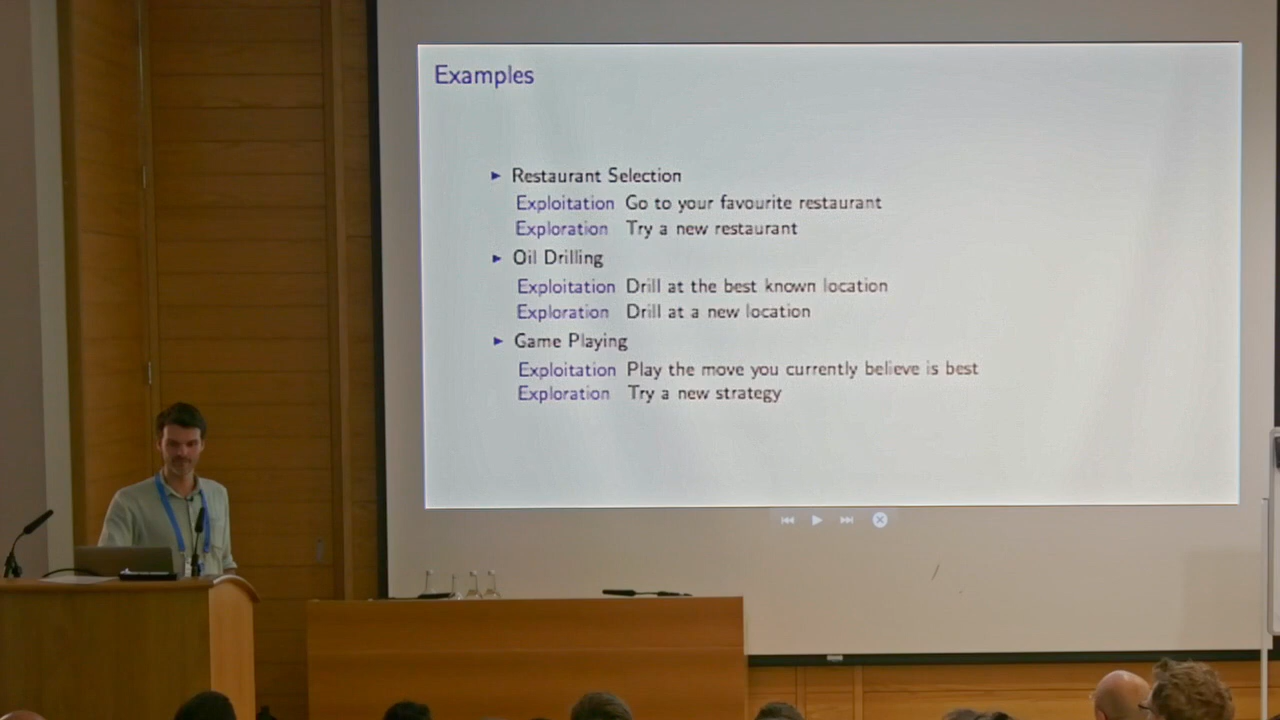 Examples
Restaurant Selection
Exploitation Go to your favourite restaurant
Exploration Try a new restaurant
Oil Drilling
Exploitation Drill at the best known location
Exploration Drill at a new location
Game Playing
Exploitation Play the move you currently believe is best
Exploration Try a new strategy